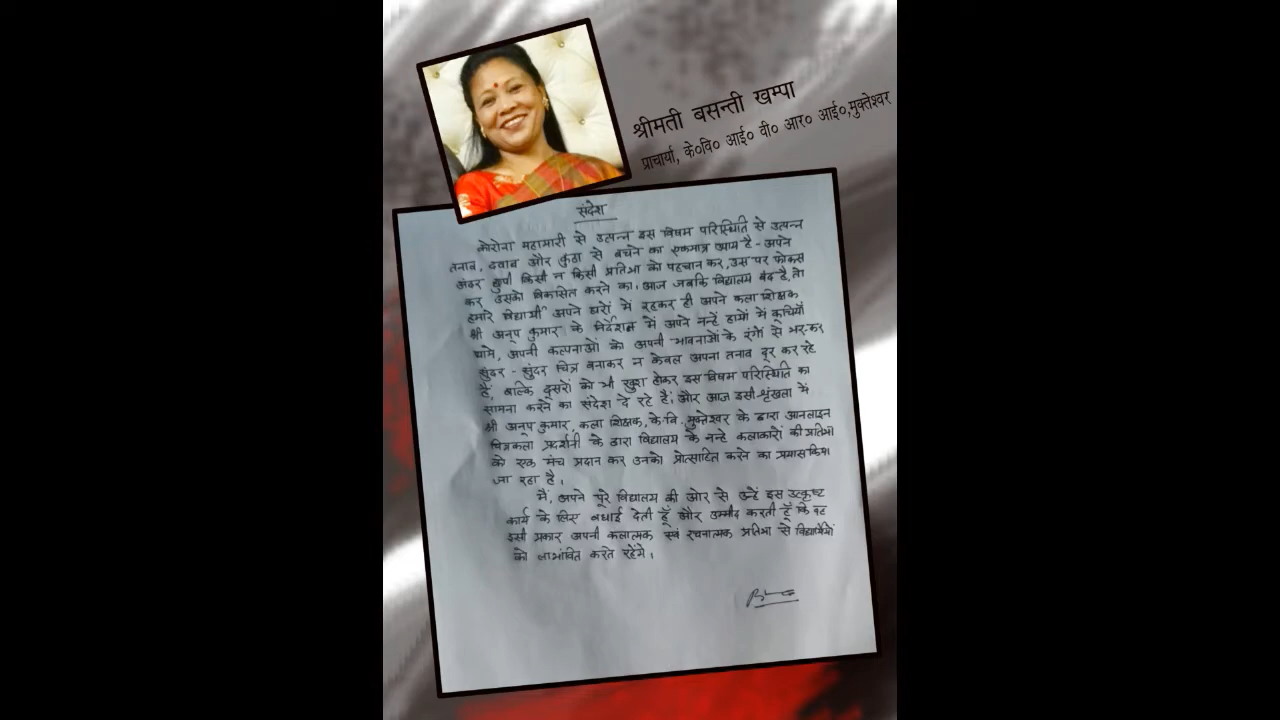 श्रीमती बसन्ती खम्पा
प्राचार्या, के०वि० आई० वी० आर० आई०,मुक्तेश्वर
संदेश
कोरोना महामारी से उत्पन्न इस विषम परिस्थिति से उत्पन्न
तनाव, दवाब और कुंठा से बचने का एकमात्र उपाय है - अपने
अंदर छुपी किसी न किसी प्रतिभा को पहचान कर, उस पर फोकस
कर उसको विकासित करने का। आज जबकि विद्यालय बंद है, तो
हमारे विद्यार्थी अपने घरों में रहकर ही अपने कला शिक्षक
श्री अनूप कुमार के निर्देशन में अपने नन्हें हाथों में कूचियाँ
थामे, अपनी कल्पनाओं को अपनी भावनाओं के रंगों से भर-कर
सुंदर - सुंदर चित्र बनाकर न केवल अपना तनाव दूर कर रहे
हैं, बल्कि दूसरों को भी खुश होकर इस विषम परिस्थिति का
सामना करने का संदेश दे रहे हैं। और आज इसी शृंखला में
श्री अनूप कुमार, कला शिक्षक, के.वि. मुक्तेश्वर के द्वारा आनलाइन
चित्रकला प्रदर्शनी के द्वारा विद्यालय के नन्हे कलाकारों की प्रतिभा
को एक मंच प्रदान कर उनको प्रोत्साहित करने का प्रयास किया
जा रहा है।
मैं, अपने पूरे विद्यालय की ओर से उन्हें इस उत्कृष्ट
कार्य के लिए बधाई देती हूँ और उम्मीद करती हूँ कि वह
इसी प्रकार अपनी कलात्मक एवं रचनात्मक प्रतिभा से विद्यार्थियों
को लाभांवित करते रहेंगे।